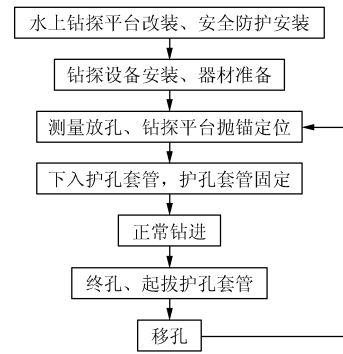 水上钻探平台改装、安全防护安装
钻探设备安装、器材准备
测量放孔、钻探平台抛锚定位
下入护孔套管，护孔套管固定
正常钻进
终孔、起拔护孔套管
移孔